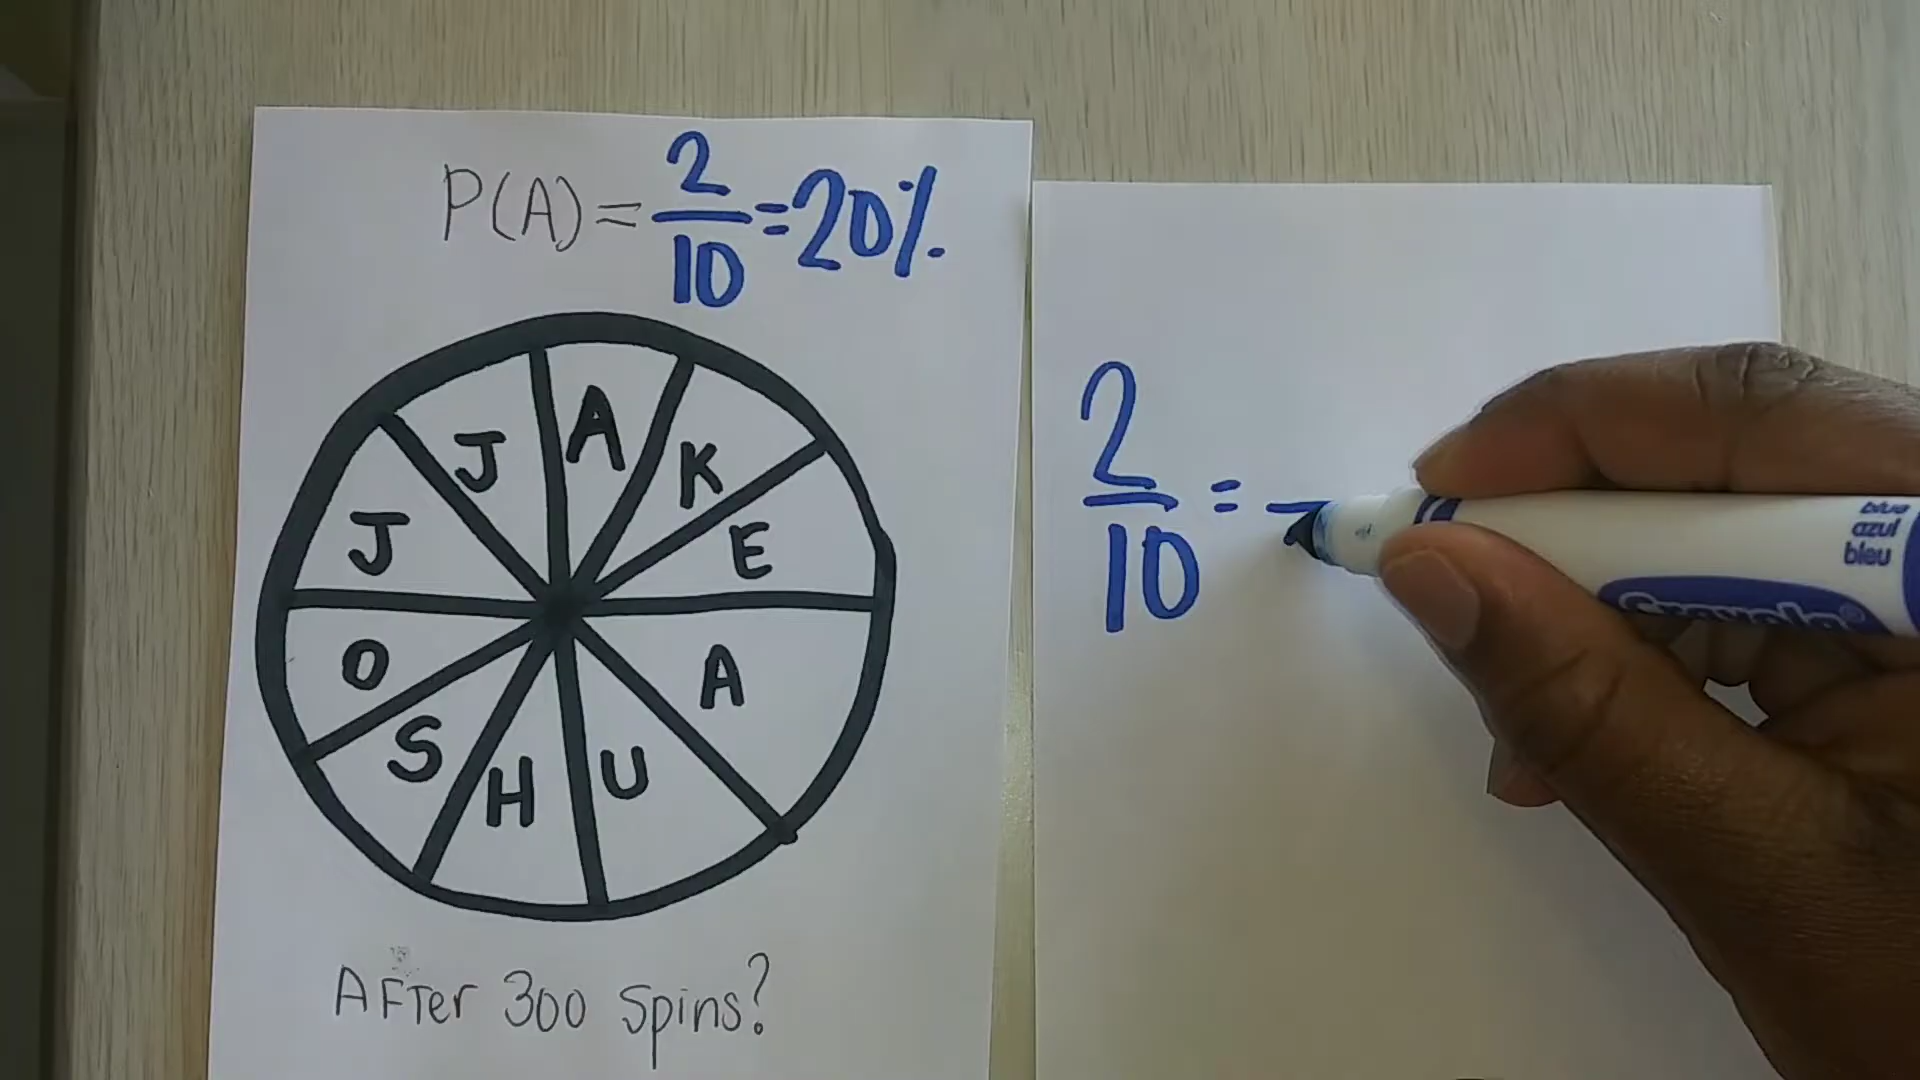 P(A) = 2/10 = 20%
J A K
J E
O A
S H U
AFTer 300 Spins?
2/10 = —
blue
azul
bleu
Crayola®